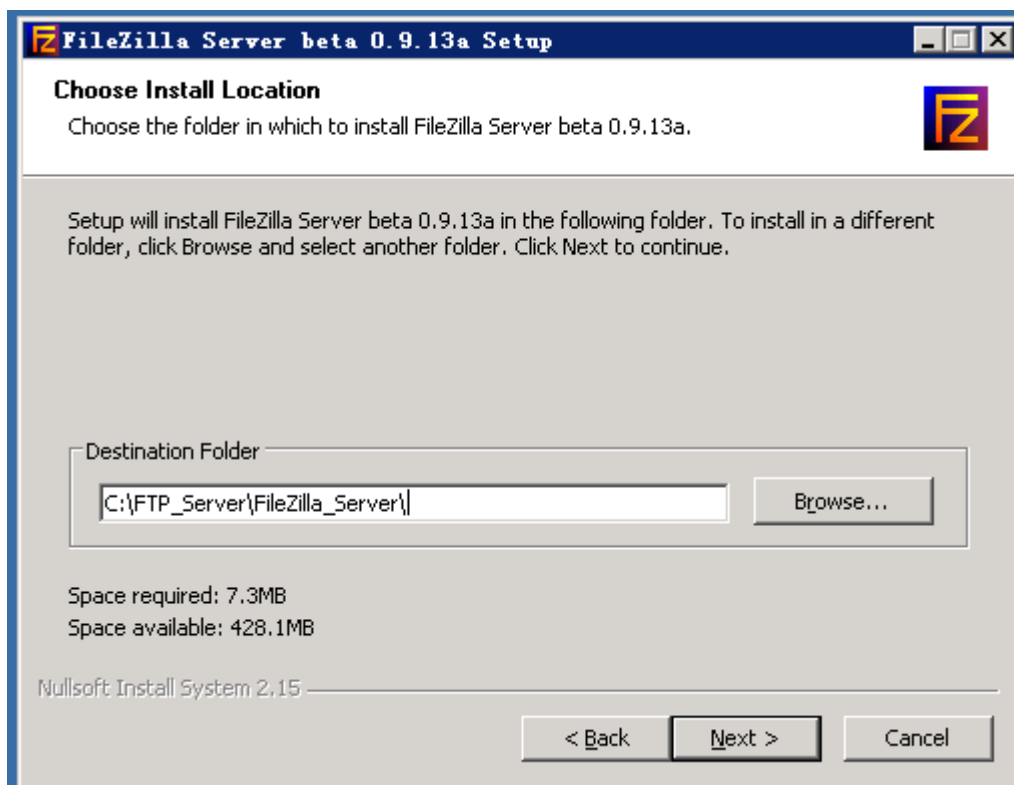 FileZilla Server beta 0.9.13a Setup
Choose Install Location
Choose the folder in which to install FileZilla Server beta 0.9.13a.
Setup will install FileZilla Server beta 0.9.13a in the following folder. To install in a different
folder, click Browse and select another folder. Click Next to continue.
Destination Folder
C:\FTP_Server\FileZilla_Server\
Browse...
Space required: 7.3MB
Space available: 428.1MB
Nullsoft Install System 2.15
< Back
Next >
Cancel